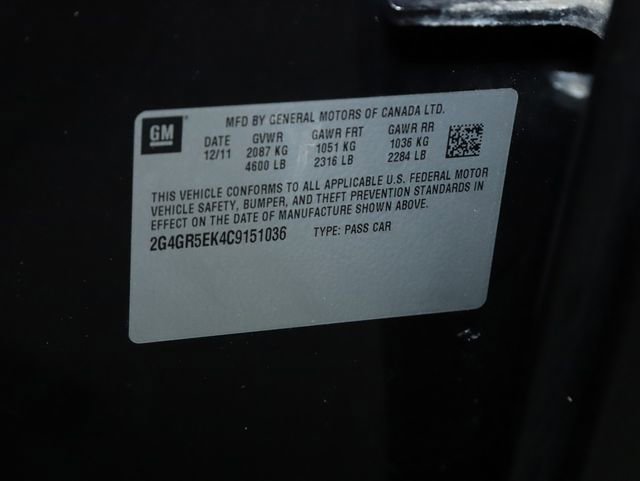 MFD BY GENERAL MOTORS OF CANADA LTD.
GM
DATE GVWR GAWR FRT GAWR RR
12/11 2087 KG 1051 KG 1036 KG
4600 LB 2316 LB 2284 LB
THIS VEHICLE CONFORMS TO ALL APPLICABLE U.S. FEDERAL MOTOR
VEHICLE SAFETY, BUMPER, AND THEFT PREVENTION STANDARDS IN
EFFECT ON THE DATE OF MANUFACTURE SHOWN ABOVE.
2G4GR5EK4C9151036 TYPE: PASS CAR